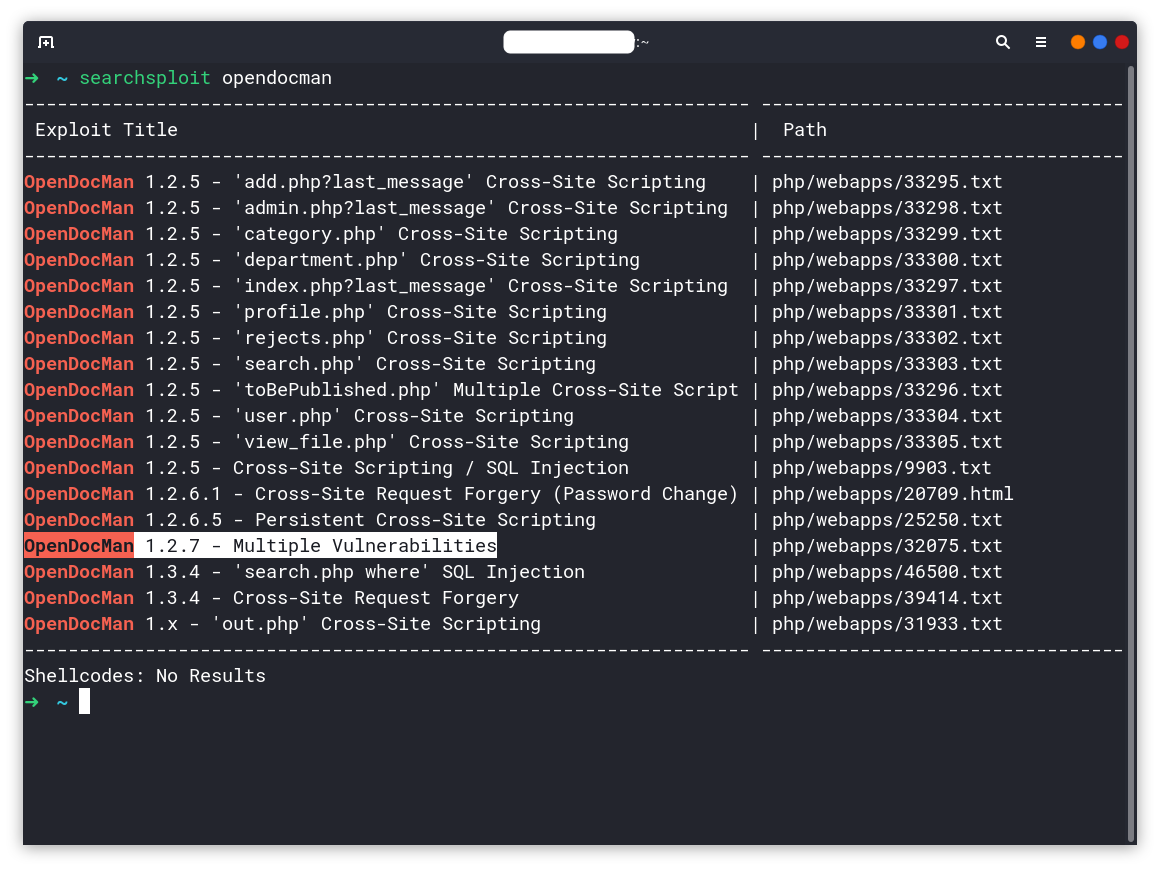 :~
➜ ~ searchsploit opendocman
------------------------------------------------------------------ ---------------------------------
Exploit Title | Path
------------------------------------------------------------------ ---------------------------------
OpenDocMan 1.2.5 - 'add.php?last_message' Cross-Site Scripting | php/webapps/33295.txt
OpenDocMan 1.2.5 - 'admin.php?last_message' Cross-Site Scripting | php/webapps/33298.txt
OpenDocMan 1.2.5 - 'category.php' Cross-Site Scripting | php/webapps/33299.txt
OpenDocMan 1.2.5 - 'department.php' Cross-Site Scripting | php/webapps/33300.txt
OpenDocMan 1.2.5 - 'index.php?last_message' Cross-Site Scripting | php/webapps/33297.txt
OpenDocMan 1.2.5 - 'profile.php' Cross-Site Scripting | php/webapps/33301.txt
OpenDocMan 1.2.5 - 'rejects.php' Cross-Site Scripting | php/webapps/33302.txt
OpenDocMan 1.2.5 - 'search.php' Cross-Site Scripting | php/webapps/33303.txt
OpenDocMan 1.2.5 - 'toBePublished.php' Multiple Cross-Site Script | php/webapps/33296.txt
OpenDocMan 1.2.5 - 'user.php' Cross-Site Scripting | php/webapps/33304.txt
OpenDocMan 1.2.5 - 'view_file.php' Cross-Site Scripting | php/webapps/33305.txt
OpenDocMan 1.2.5 - Cross-Site Scripting / SQL Injection | php/webapps/9903.txt
OpenDocMan 1.2.6.1 - Cross-Site Request Forgery (Password Change) | php/webapps/20709.html
OpenDocMan 1.2.6.5 - Persistent Cross-Site Scripting | php/webapps/25250.txt
OpenDocMan 1.2.7 - Multiple Vulnerabilities | php/webapps/32075.txt
OpenDocMan 1.3.4 - 'search.php where' SQL Injection | php/webapps/46500.txt
OpenDocMan 1.3.4 - Cross-Site Request Forgery | php/webapps/39414.txt
OpenDocMan 1.x - 'out.php' Cross-Site Scripting | php/webapps/31933.txt
------------------------------------------------------------------ ---------------------------------
Shellcodes: No Results
➜ ~